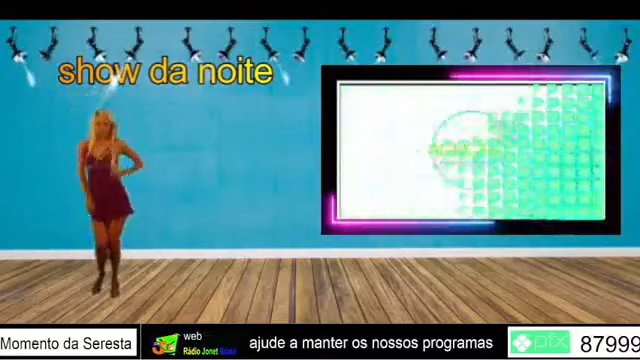 show da noite
Momento da Seresta
web
Rádio Jonet
ajude a manter os nossos programas
pix
87999